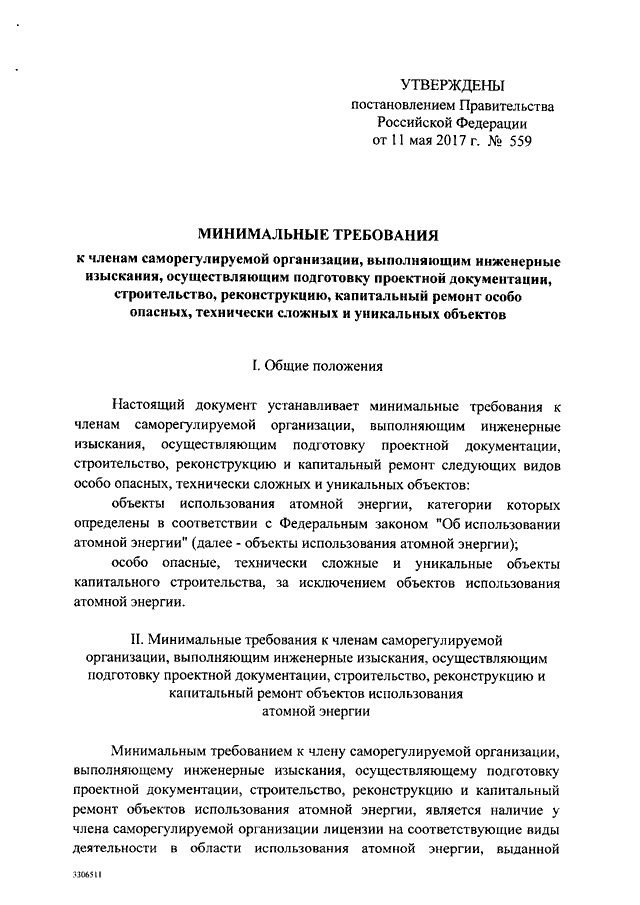 УТВЕРЖДЕНЫ
постановлением Правительства
Российской Федерации
от 11 мая 2017 г. № 559
МИНИМАЛЬНЫЕ ТРЕБОВАНИЯ
к членам саморегулируемой организации, выполняющим инженерные
изыскания, осуществляющим подготовку проектной документации,
строительство, реконструкцию, капитальный ремонт особо
опасных, технически сложных и уникальных объектов
I. Общие положения
Настоящий документ устанавливает минимальные требования к
членам саморегулируемой организации, выполняющим инженерные
изыскания, осуществляющим подготовку проектной документации,
строительство, реконструкцию и капитальный ремонт следующих видов
особо опасных, технически сложных и уникальных объектов:
объекты использования атомной энергии, категории которых
определены в соответствии с Федеральным законом "Об использовании
атомной энергии" (далее - объекты использования атомной энергии);
особо опасные, технически сложные и уникальные объекты
капитального строительства, за исключением объектов использования
атомной энергии.
II. Минимальные требования к членам саморегулируемой
организации, выполняющим инженерные изыскания, осуществляющим
подготовку проектной документации, строительство, реконструкцию и
капитальный ремонт объектов использования
атомной энергии
Минимальным требованием к члену саморегулируемой организации,
выполняющему инженерные изыскания, осуществляющему подготовку
проектной документации, строительство, реконструкцию и капитальный
ремонт объектов использования атомной энергии, является наличие у
члена саморегулируемой организации лицензии на соответствующие виды
деятельности в области использования атомной энергии, выданной
3306511